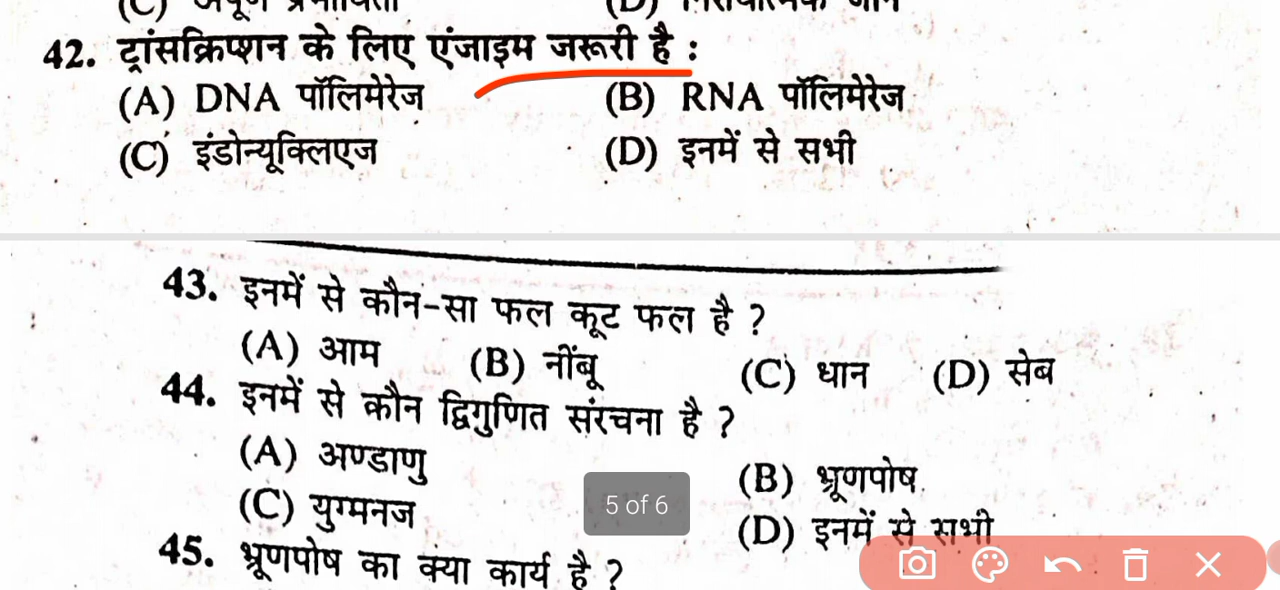 42. ट्रांसक्रिप्शन के लिए एंजाइम जरूरी है :
(A) DNA पॉलिमेरेज (B) RNA पॉलिमेरेज
(C) इंडोन्यूक्लिएज (D) इनमें से सभी
43. इनमें से कौन-सा फल कूट फल है ?
(A) आम (B) नींबू (C) धान (D) सेब
44. इनमें से कौन द्विगुणित संरचना है ?
(A) अण्डाणु (B) भ्रूणपोष
(C) युग्मनज (D) इनमें से सभी
5 of 6
45. भ्रूणपोष का क्या कार्य है ?